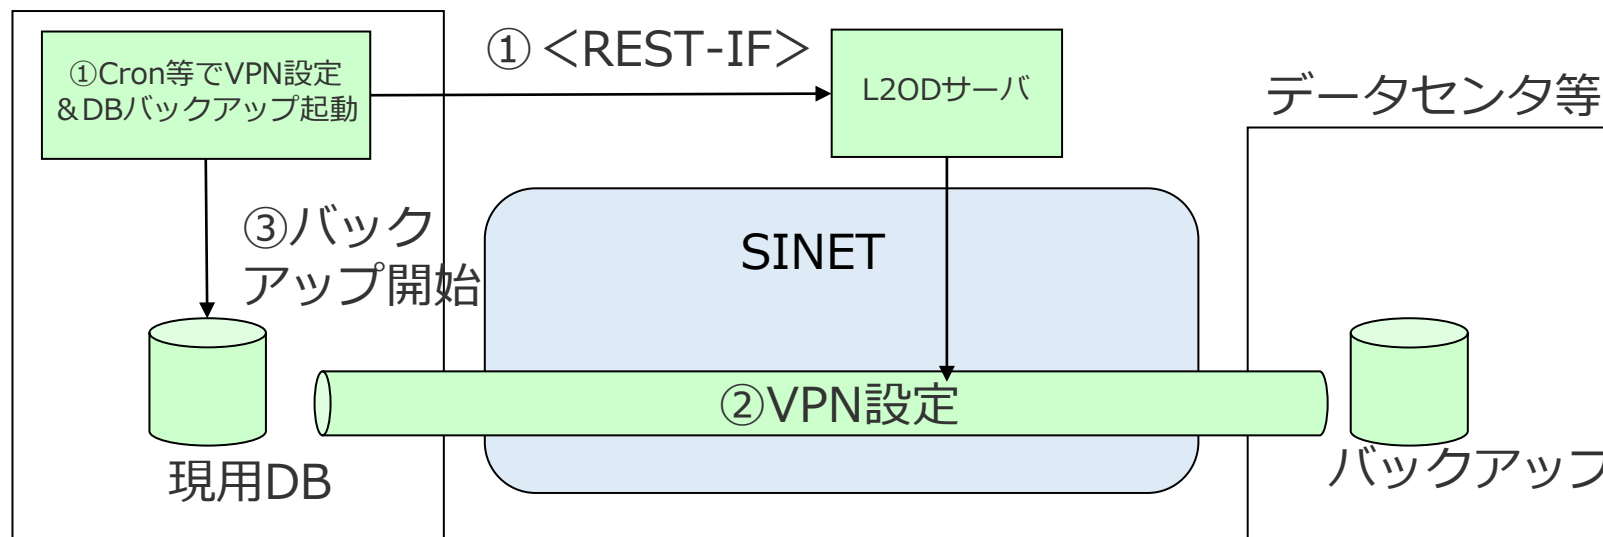 ①Cron等でVPN設定
＆DBバックアップ起動
①＜REST-IF＞
L2ODサーバ
データセンタ等
③バック
アップ開始
SINET
②VPN設定
現用DB
バックアップ